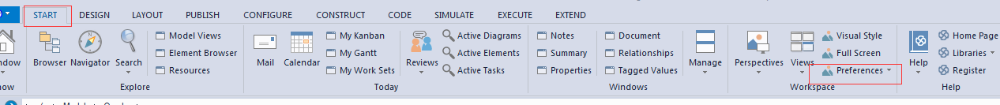 START DESIGN LAYOUT PUBLISH CONFIGURE CONSTRUCT CODE SIMULATE EXECUTE EXTEND
Model Views My Kanban Active Diagrams Notes Document Visual Style Home Page
Element Browser My Gantt Active Elements Summary Relationships Full Screen Libraries
Browser Navigator Search Mail Calendar Reviews Manage Perspectives Views Help
Resources My Work Sets Active Tasks Properties Tagged Values Preferences Register
Explore Today Windows Workspace Help